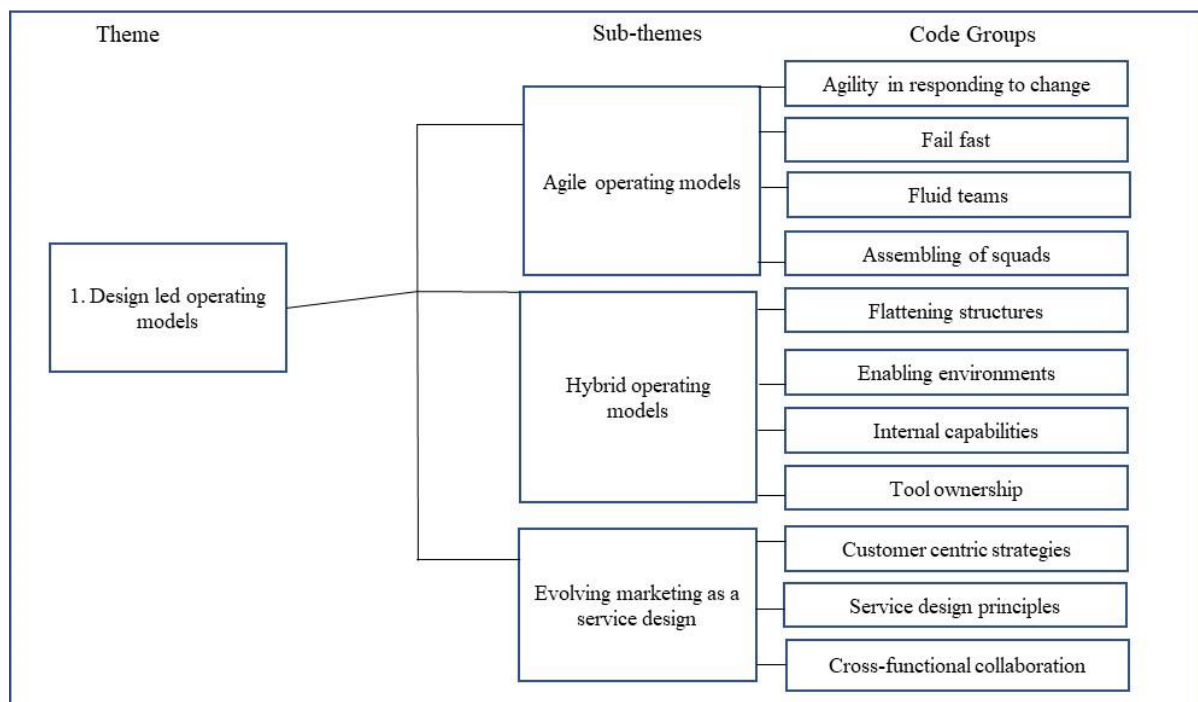 Theme
Sub-themes
Code Groups
1. Design led operating
models
Agile operating models
Agility in responding to change
Fail fast
Fluid teams
Assembling of squads
Hybrid operating
models
Flattening structures
Enabling environments
Internal capabilities
Tool ownership
Evolving marketing as a
service design
Customer centric strategies
Service design principles
Cross-functional collaboration